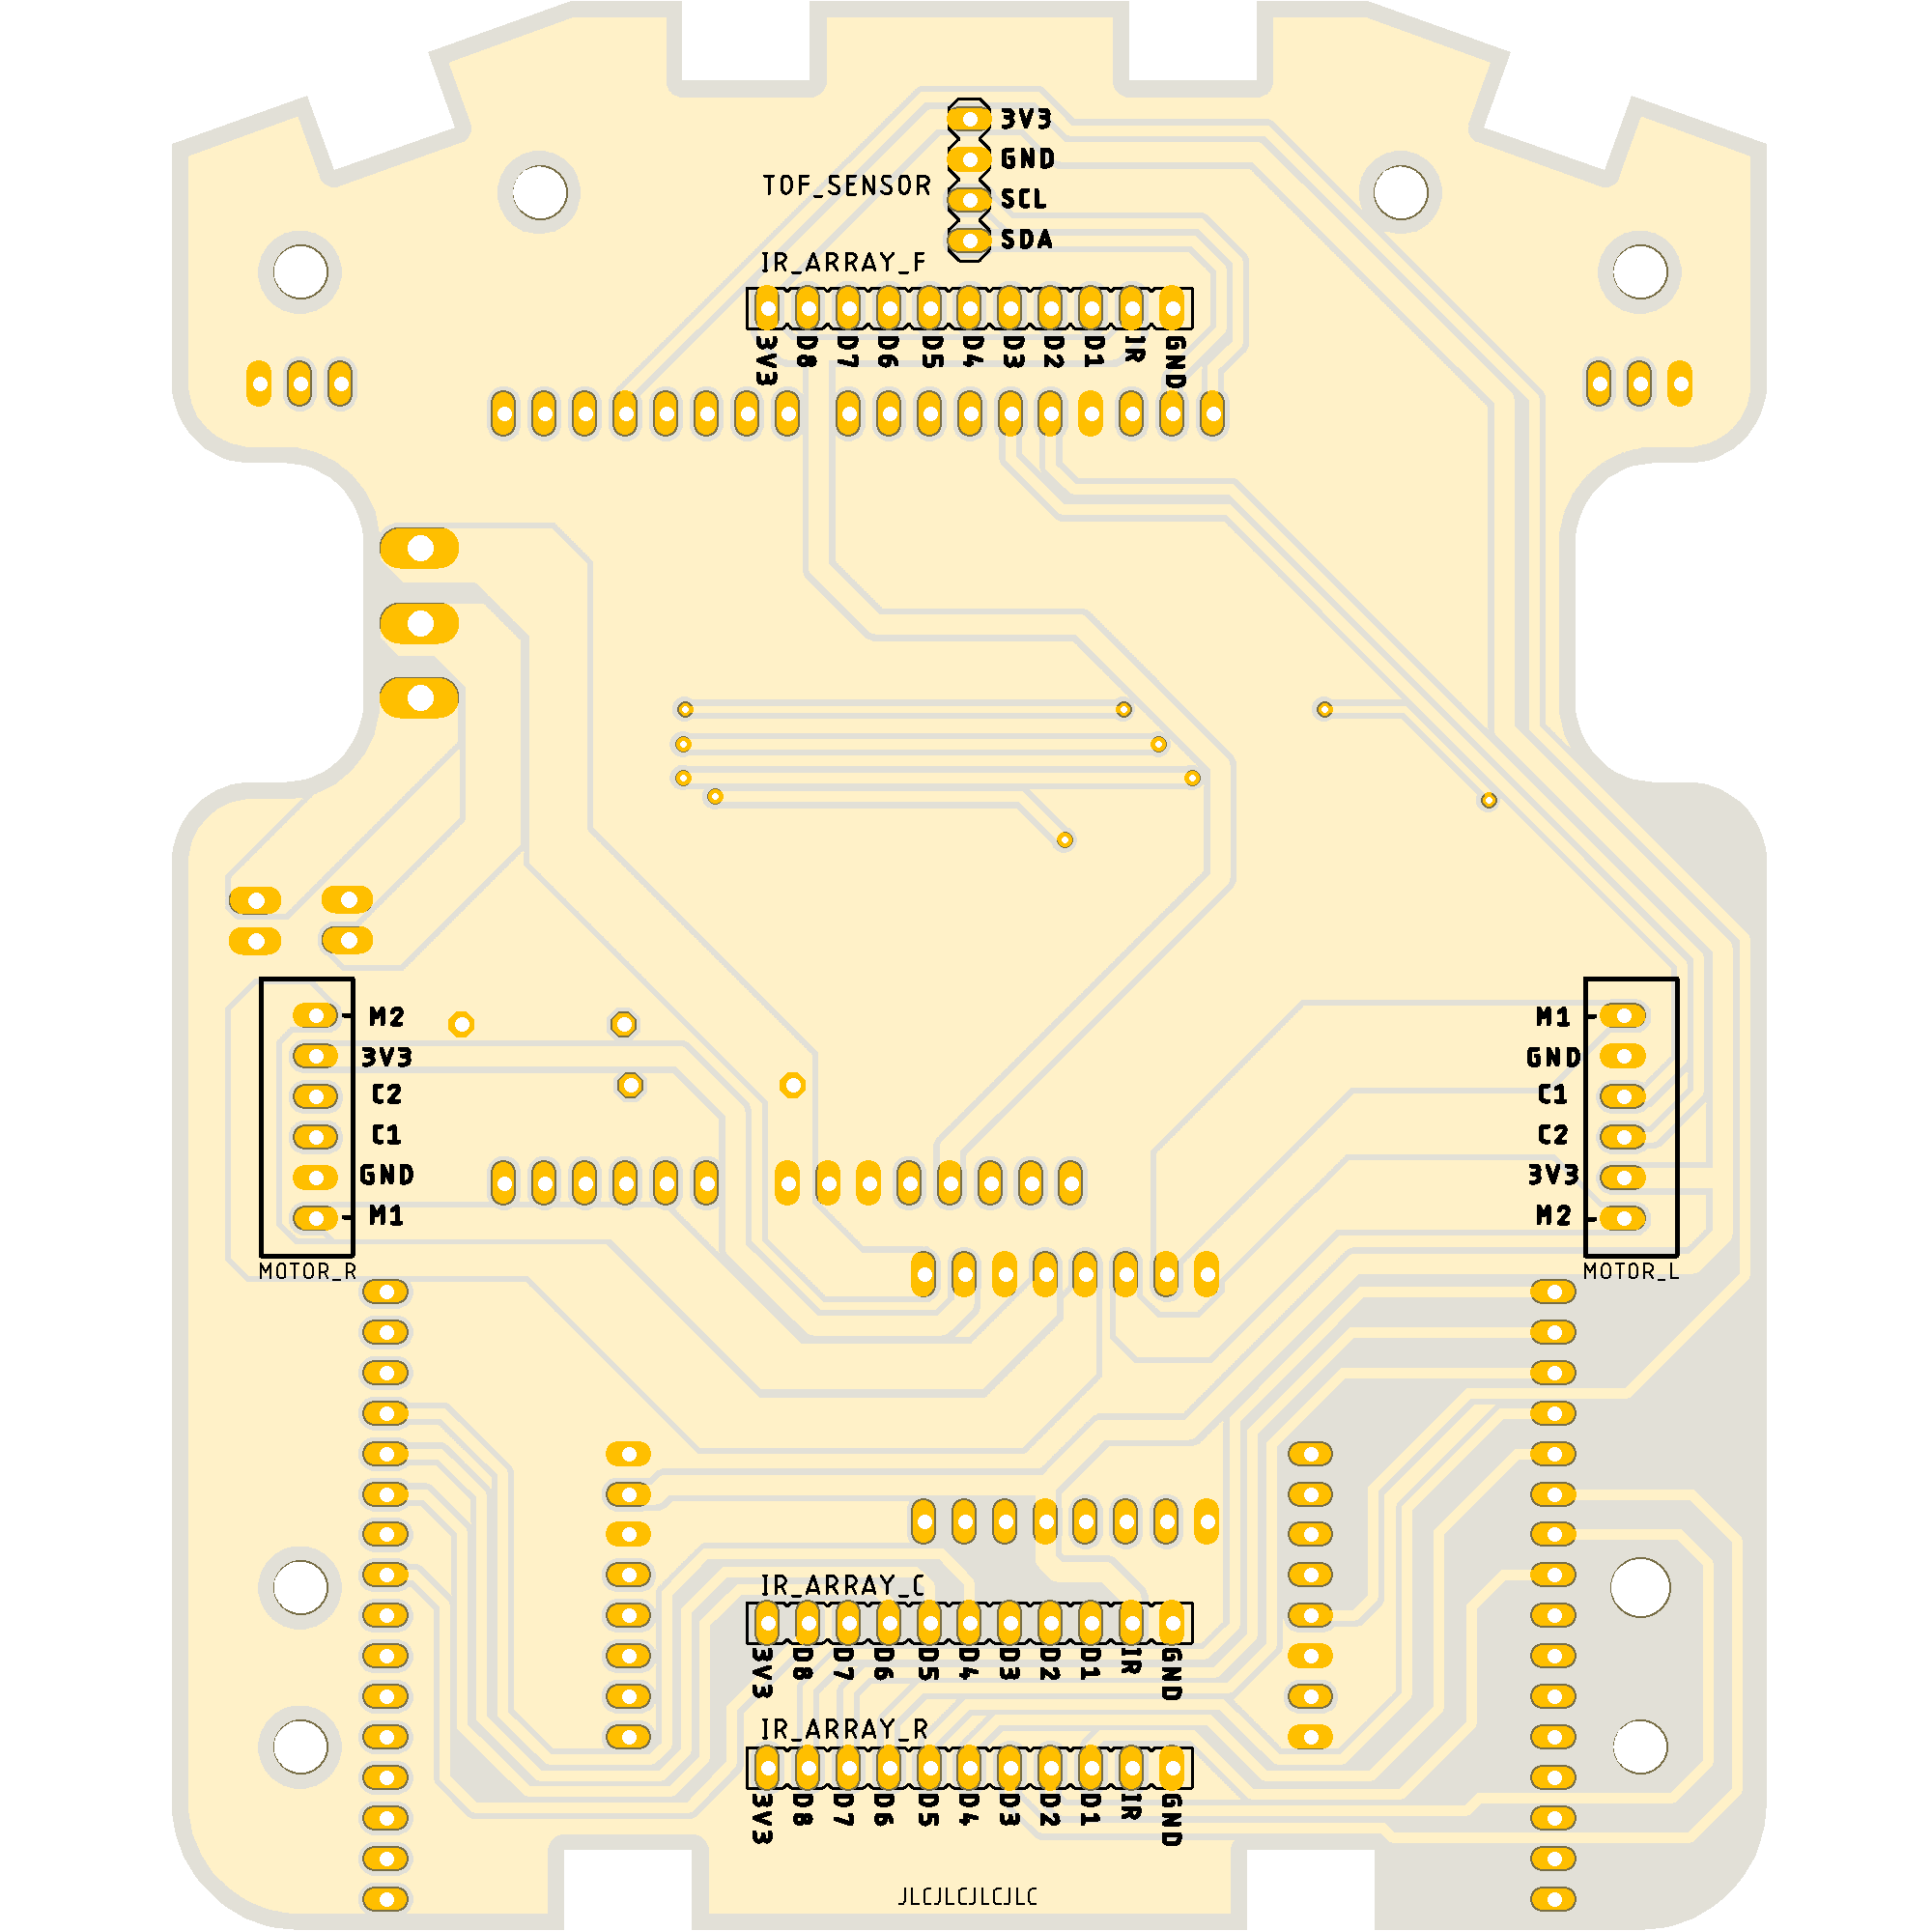 3V3
GND
TOF_SENSOR
SCL
SDA
IR_ARRAY_F
3V3 D8 D7 D6 D5 D4 D3 D2 D1 IR GND
M2
3V3
C2
C1
GND
M1
MOTOR_R
M1
GND
C1
C2
3V3
M2
MOTOR_L
IR_ARRAY_C
3V3 D8 D7 D6 D5 D4 D3 D2 D1 IR GND
IR_ARRAY_R
3V3 D8 D7 D6 D5 D4 D3 D2 D1 IR GND
JLCJLCJLCJLC